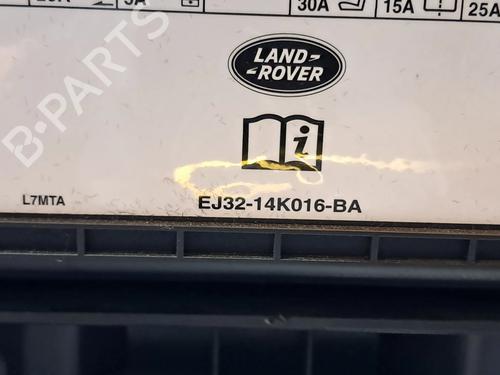 30A 15A 25A
LAND
ROVER
i
L7MTA
EJ32-14K016-BA
B-PARTS